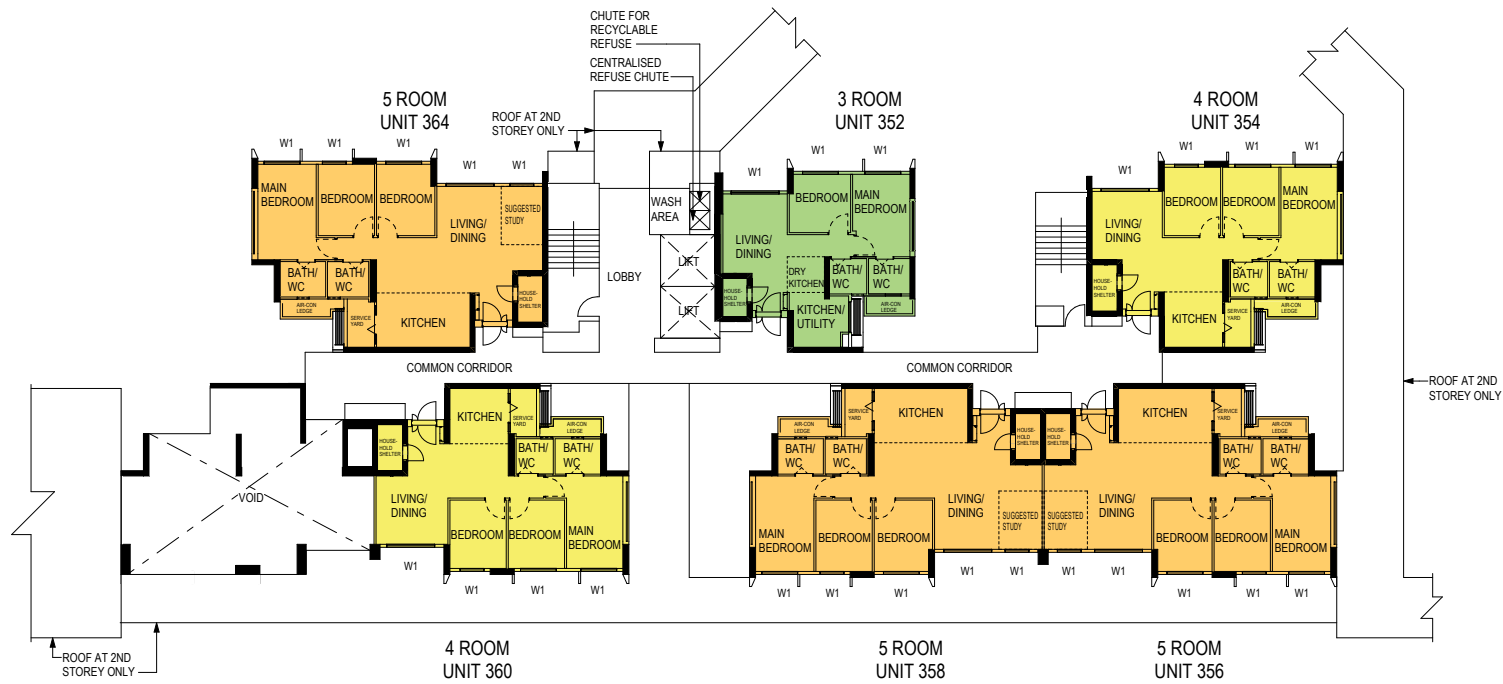 CHUTE FOR
RECYCLABLE
REFUSE
CENTRALISED
REFUSE CHUTE
5 ROOM
UNIT 364
ROOF AT 2ND
STOREY ONLY
3 ROOM
UNIT 352
4 ROOM
UNIT 354
W1
W1
W1
W1
W1
MAIN
BEDROOM
BEDROOM
BEDROOM
LIVING/
DINING
SUGGESTED
STUDY
BATH/
WC
BATH/
WC
AIR-CON
LEDGE
SERVICE
YARD
KITCHEN
HOUSE-
HOLD
SHELTER
LOBBY
WASH
AREA
LIFT
LIFT
W1
W1
W1
BEDROOM
MAIN
BEDROOM
LIVING/
DINING
DRY
KITCHEN
BATH/
WC
BATH/
WC
HOUSE-
HOLD
SHELTER
KITCHEN/
UTILITY
AIR-CON
LEDGE
W1
W1
W1
W1
BEDROOM
BEDROOM
MAIN
BEDROOM
LIVING/
DINING
HOUSE-
HOLD
SHELTER
BATH/
WC
BATH/
WC
AIR-CON
LEDGE
KITCHEN
SERVICE
YARD
COMMON CORRIDOR
COMMON CORRIDOR
ROOF AT 2ND
STOREY ONLY
VOID
HOUSE-
HOLD
SHELTER
KITCHEN
SERVICE
YARD
AIR-CON
LEDGE
BATH/
WC
BATH/
WC
LIVING/
DINING
BEDROOM
BEDROOM
MAIN
BEDROOM
W1
W1
W1
W1
AIR-CON
LEDGE
SERVICE
YARD
KITCHEN
BATH/
WC
BATH/
WC
HOUSE-
HOLD
SHELTER
LIVING/
DINING
SUGGESTED
STUDY
MAIN
BEDROOM
BEDROOM
BEDROOM
W1
W1
W1
W1
W1
HOUSE-
HOLD
SHELTER
KITCHEN
SERVICE
YARD
AIR-CON
LEDGE
BATH/
WC
BATH/
WC
SUGGESTED
STUDY
LIVING/
DINING
BEDROOM
BEDROOM
MAIN
BEDROOM
W1
W1
W1
W1
W1
ROOF AT 2ND
STOREY ONLY
4 ROOM
UNIT 360
5 ROOM
UNIT 358
5 ROOM
UNIT 356